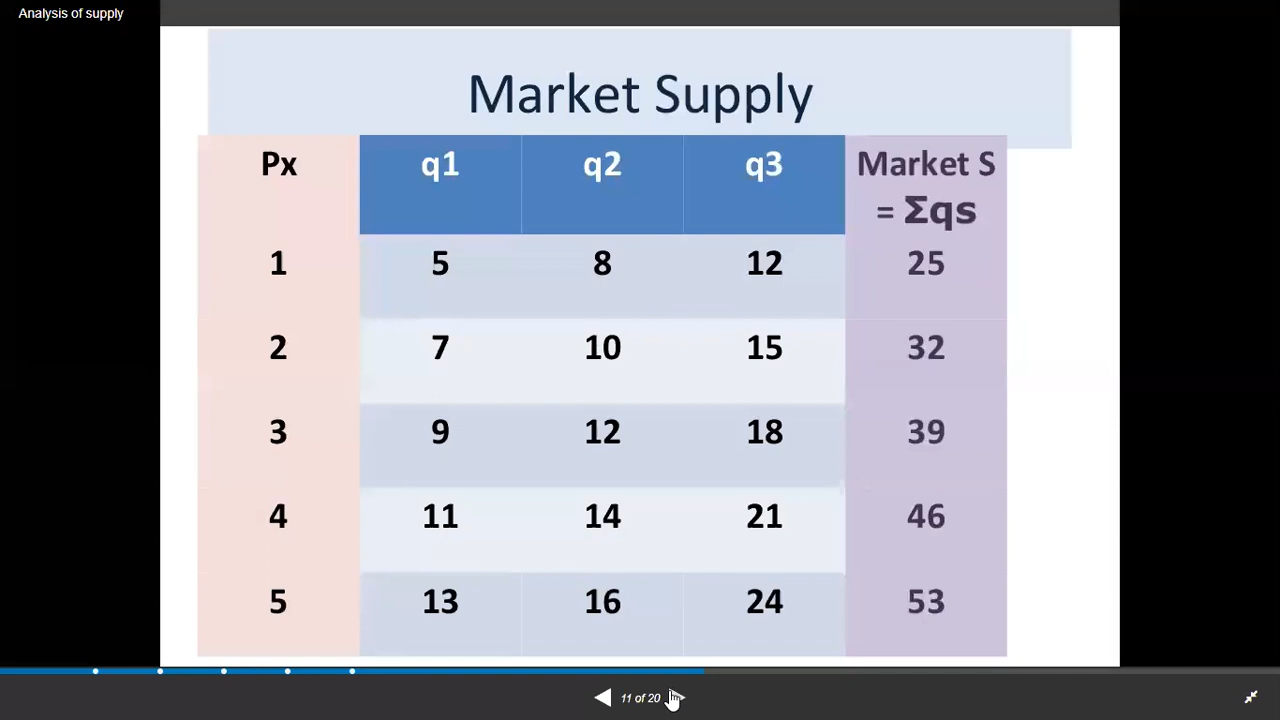 Analysis of supply
Market Supply
Px q1 q2 q3 Market S
= Σqs
1 5 8 12 25
2 7 10 15 32
3 9 12 18 39
4 11 14 21 46
5 13 16 24 53
11 of 20